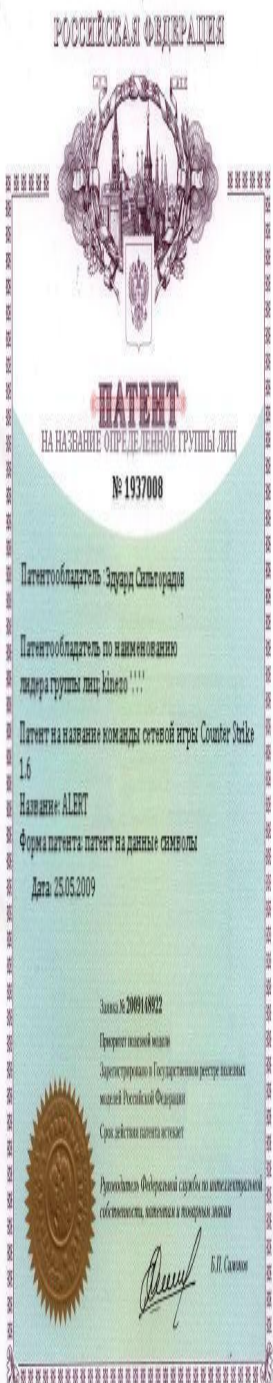 РОССИЙСКАЯ ФЕДЕРАЦИЯ
ПАТЕНТ
НА НАЗВАНИЕ ОПРЕДЕЛЕННОЙ ГРУППЫ ЛИЦ
№ 1937008
Патентообладатель: Эдуард Сильгорадов
Патентообладатель по наименованию
лидера группы лиц: kinezo ''''
Патент на название команды сетевой игры Counter Strike
1.6
Название: ALERT
Форма патента: патент на данные символы
Дата: 25.05.2009
Заявка № 2009148922
Приоритет полезной модели
Зарегистрировано в Государственном реестре полезных
моделей Российской Федерации
Срок действия патента истекает
Руководитель Федеральной службы по интеллектуальной
собственности, патентам и товарным знакам
Б.П. Симонов